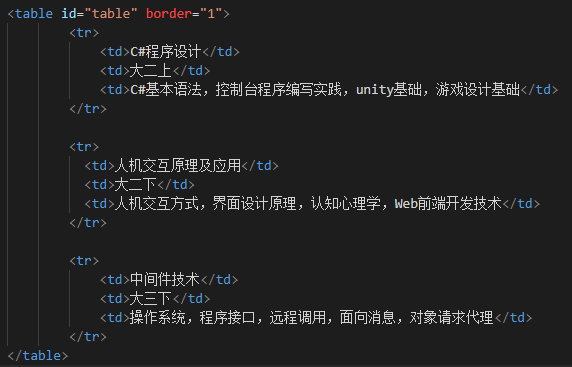 <table id="table" border="1">
<tr>
<td>C#程序设计</td>
<td>大二上</td>
<td>C#基本语法，控制台程序编写实践，unity基础，游戏设计基础</td>
</tr>
<tr>
<td>人机交互原理及应用</td>
<td>大二下</td>
<td>人机交互方式，界面设计原理，认知心理学，Web前端开发技术</td>
</tr>
<tr>
<td>中间件技术</td>
<td>大三下</td>
<td>操作系统，程序接口，远程调用，面向消息，对象请求代理</td>
</tr>
</table>